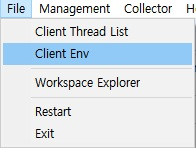 File Management Collector
Client Thread List
Client Env
Workspace Explorer
Restart
Exit